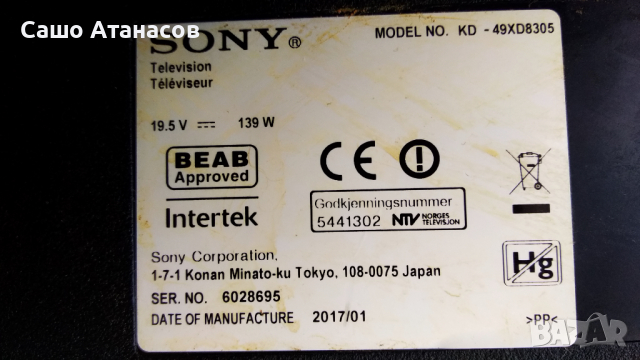 Сашо Атанасов
SONY®
MODEL NO. KD - 49XD8305
Television
Téléviseur
19.5 V ⎓ 139 W
BEAB
Approved
CE
Intertek
Godkjenningsnummer
5441302 NTV NORGES TELEVISJON
Sony Corporation,
1-7-1 Konan Minato-ku Tokyo, 108-0075 Japan
Hg
SER. NO. 6028695
DATE OF MANUFACTURE 2017/01
>PP<
BAZAR